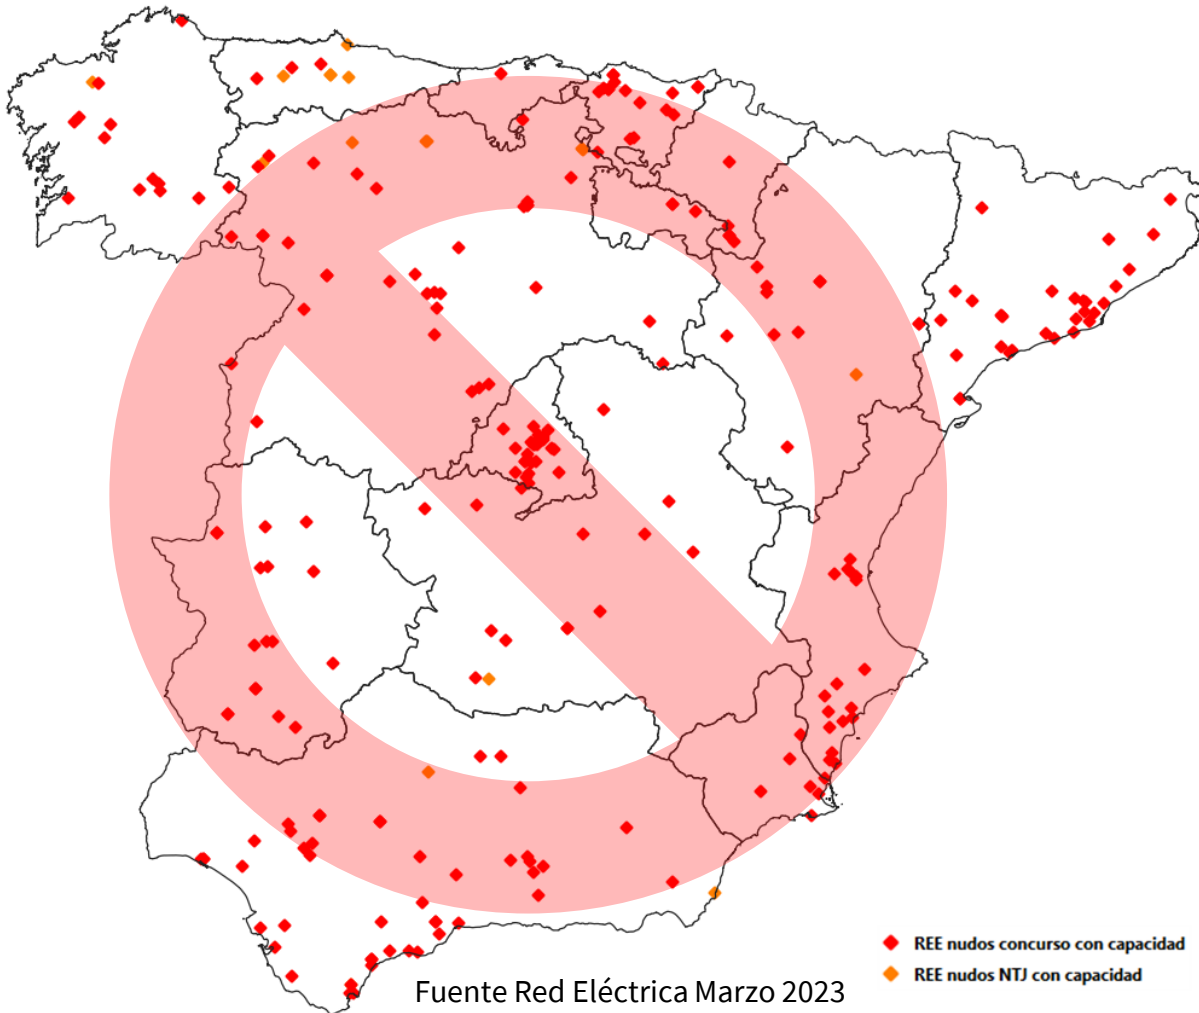 REE nudos concurso con capacidad
REE nudos NTJ con capacidad
Fuente Red Eléctrica Marzo 2023